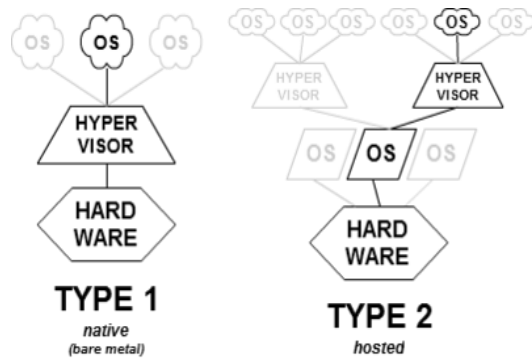 OS OS OS
HYPER
VISOR
HARD
WARE
TYPE 1
native
(bare metal)
OS OS OS OS OS OS
HYPER
VISOR
HYPER
VISOR
OS OS OS
HARD
WARE
TYPE 2
hosted